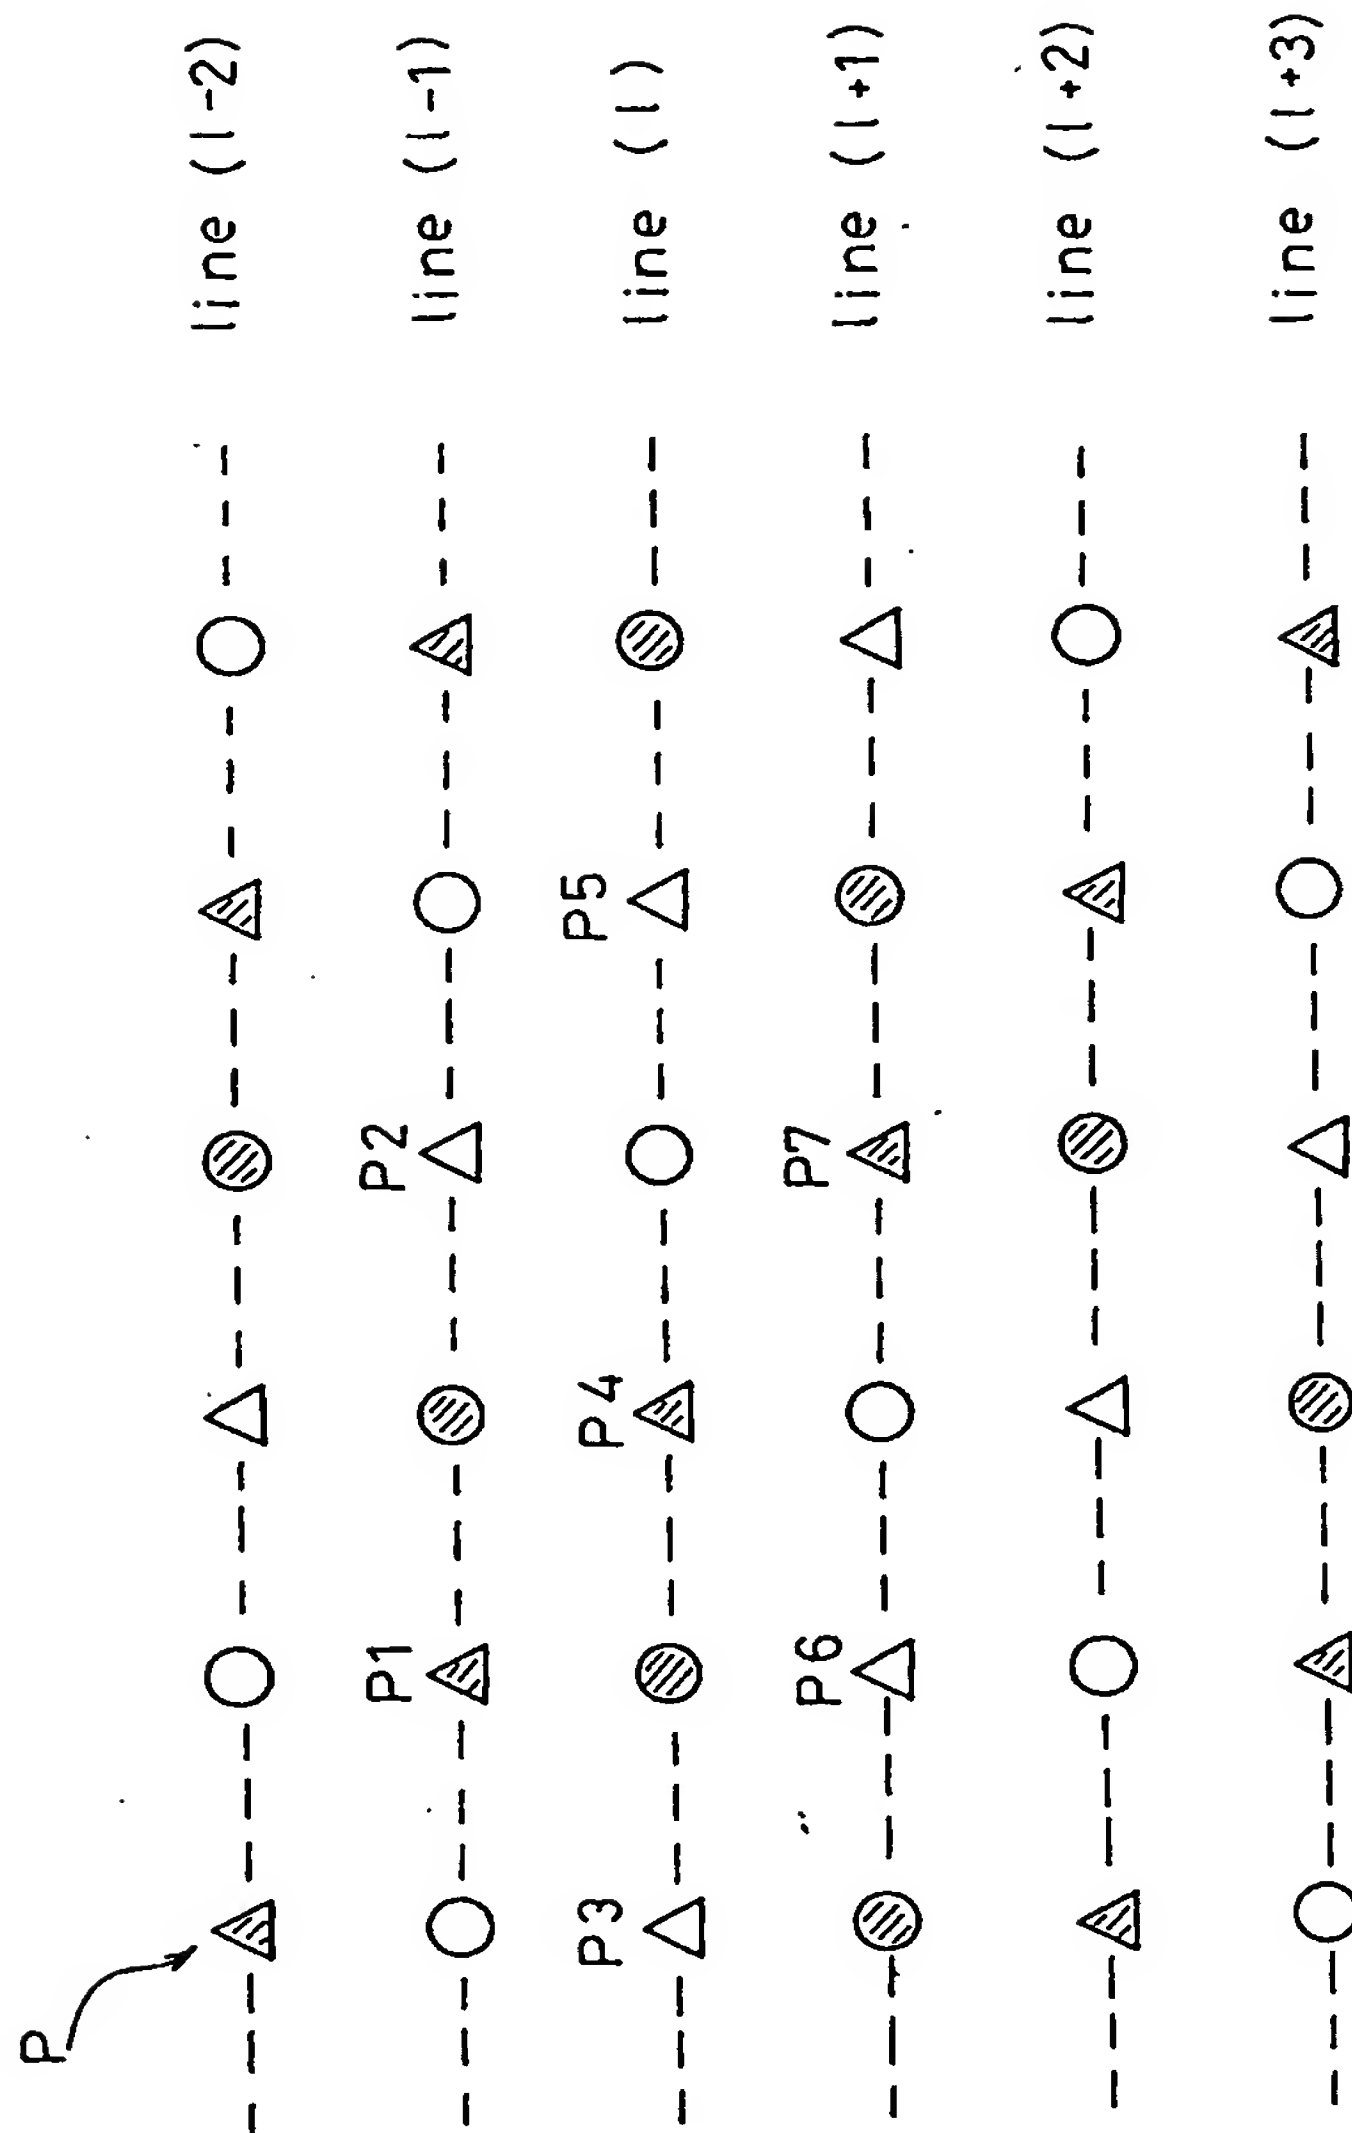 P
line (l-2)
P1 P2
line (l-1)
P3 P4 P5
line (l)
P6 P7
line (l+1)
line (l+2)
line (l+3)